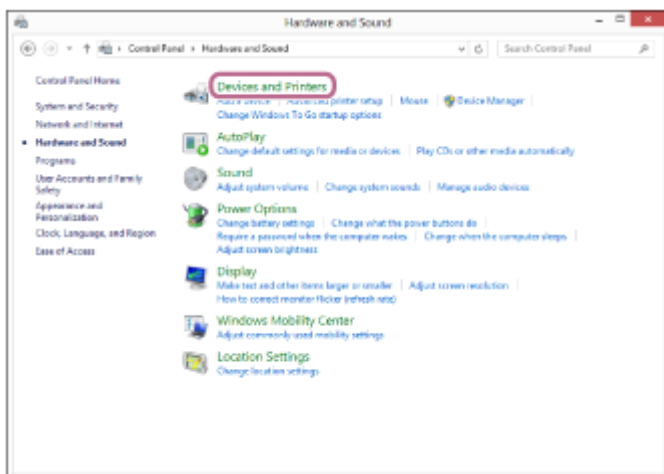 Hardware and Sound
Control Panel › Hardware and Sound
Search Control Panel
Control Panel Home
System and Security
Network and Internet
Hardware and Sound
Programs
User Accounts and Family
Safety
Appearance and
Personalization
Clock, Language, and Region
Ease of Access
Devices and Printers
Add a device | Advanced printer setup | Mouse | Device Manager
Change Windows To Go startup options
AutoPlay
Change default settings for media or devices | Play CDs or other media automatically
Sound
Adjust system volume | Change system sounds | Manage audio devices
Power Options
Change battery settings | Change what the power buttons do
Require a password when the computer wakes | Change when the computer sleeps
Adjust screen brightness
Display
Make text and other items larger or smaller | Adjust screen resolution
How to correct monitor flicker (refresh rate)
Windows Mobility Center
Adjust commonly used mobility settings
Location Settings
Change location settings